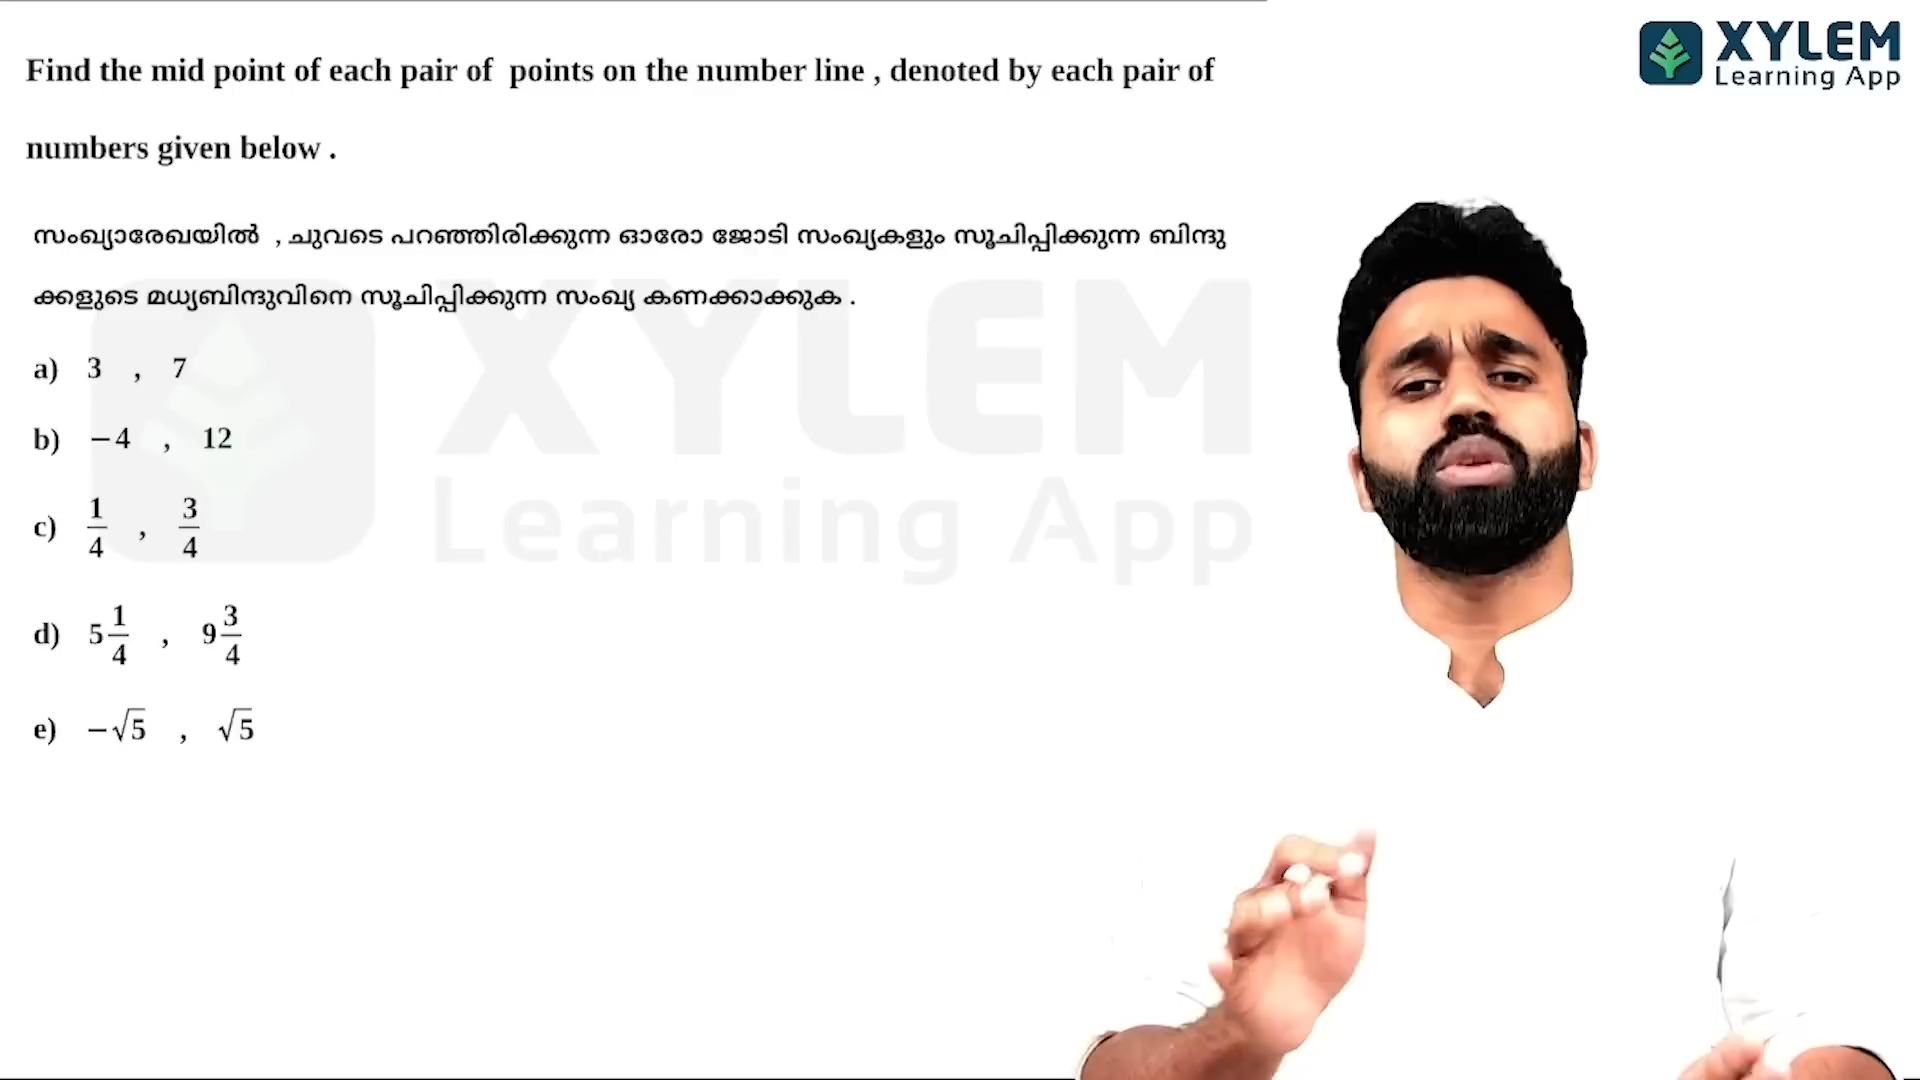 XYLEM
Learning App
Find the mid point of each pair of points on the number line , denoted by each pair of
numbers given below .
സംഖ്യാരേഖയിൽ , ചുവടെ പറഞ്ഞിരിക്കുന്ന ഓരോ ജോടി സംഖ്യകളും സൂചിപ്പിക്കുന്ന ബിന്ദു
ക്കളുടെ മധ്യബിന്ദുവിനെ സൂചിപ്പിക്കുന്ന സംഖ്യ കണക്കാക്കുക .
XYLEM
Learning App
a) 3 , 7
b) −4 , 12
c) 1/4 , 3/4
d) 5 1/4 , 9 3/4
e) −√5 , √5